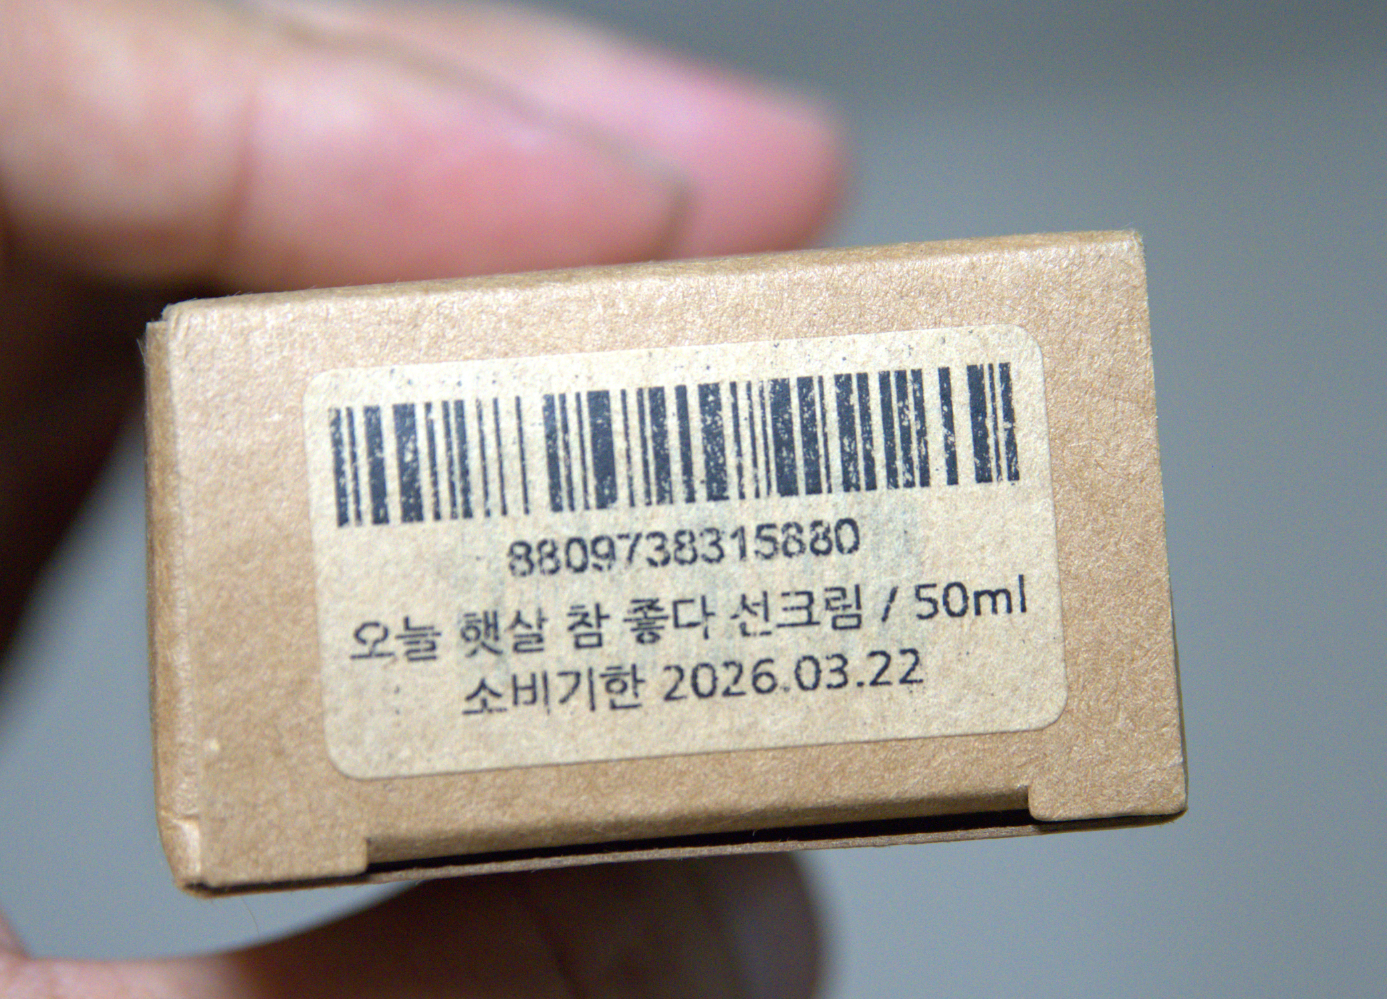 8809738315880
오늘 햇살 참 좋다 선크림 / 50ml
소비기한 2026.03.22